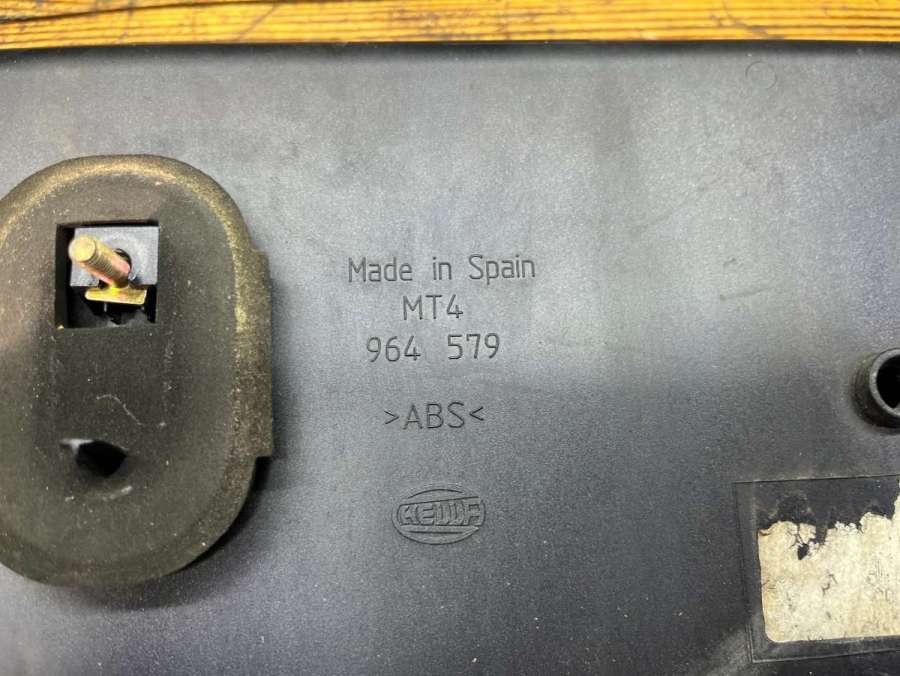 Made in Spain
MT4
964 579
>ABS<
HELLA